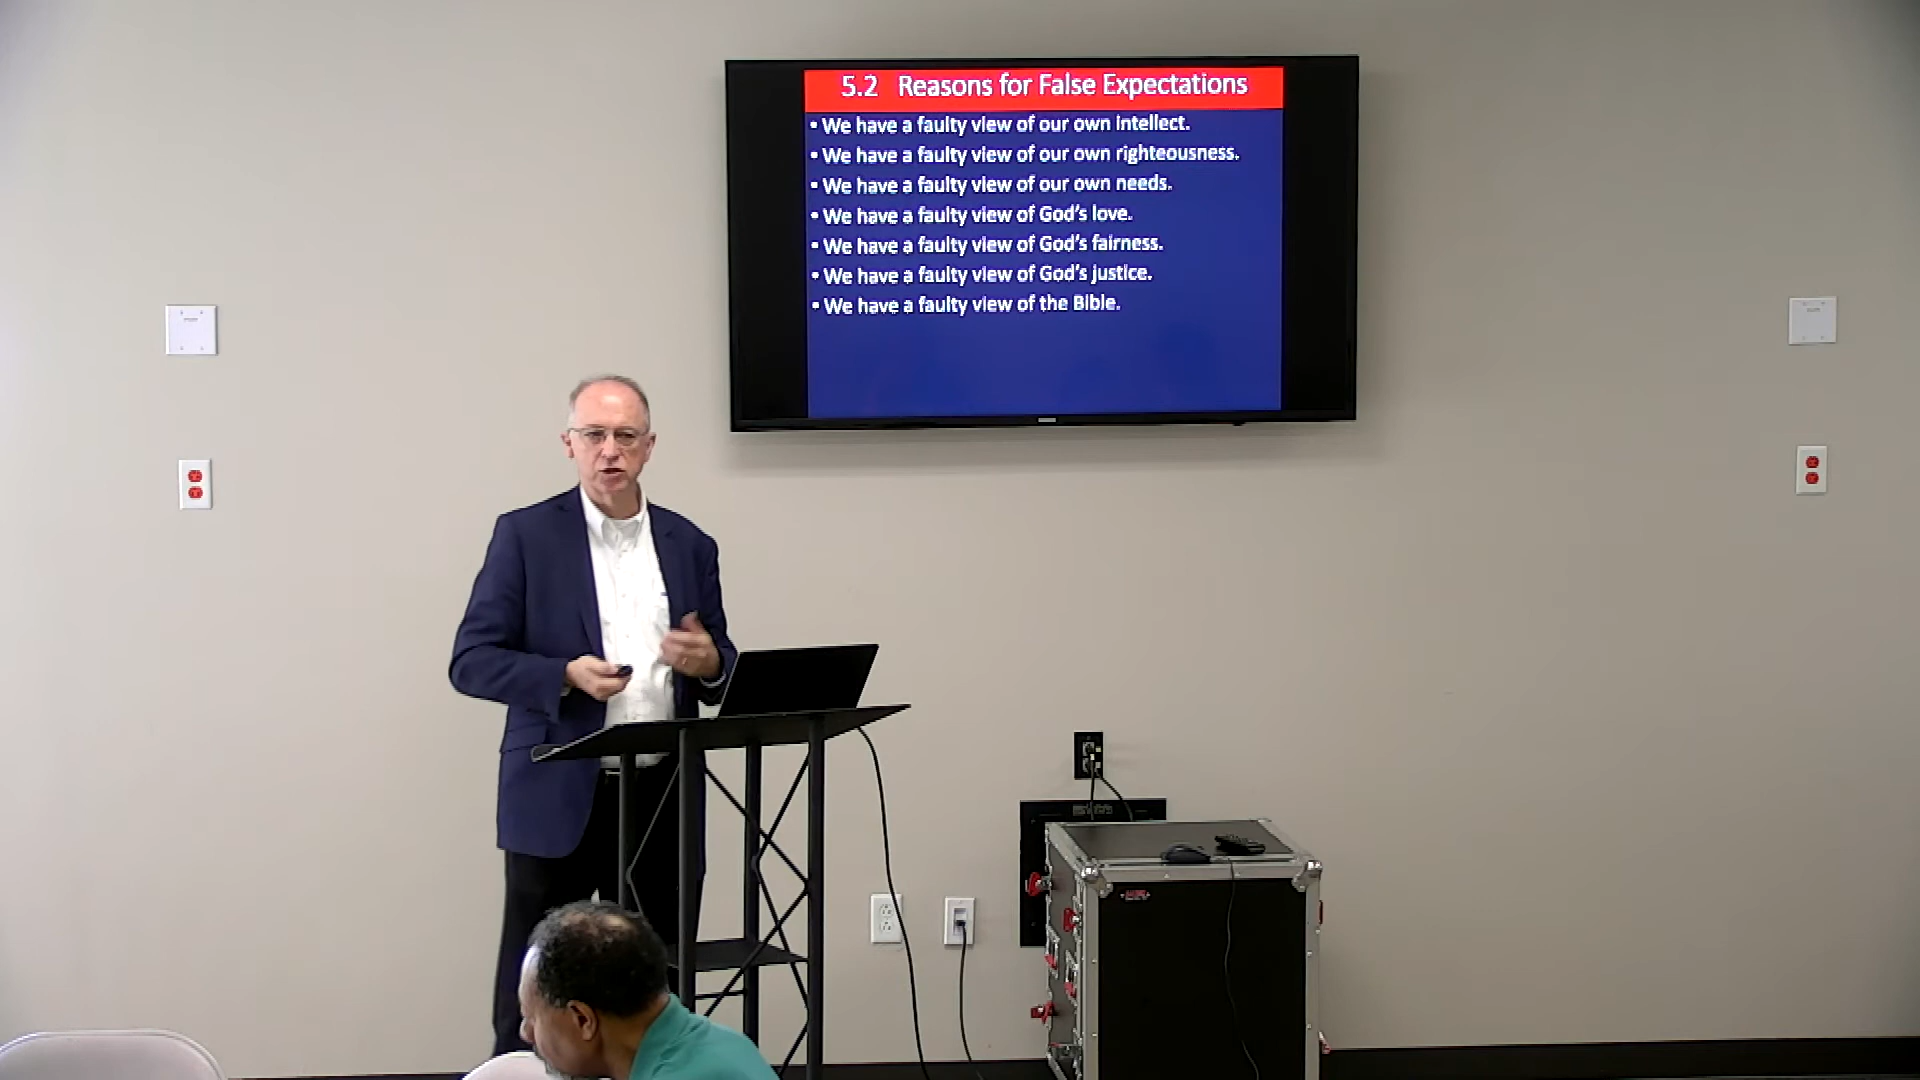 5.2 Reasons for False Expectations
• We have a faulty view of our own intellect.
• We have a faulty view of our own righteousness.
• We have a faulty view of our own needs.
• We have a faulty view of God's love.
• We have a faulty view of God's fairness.
• We have a faulty view of God's justice.
• We have a faulty view of the Bible.